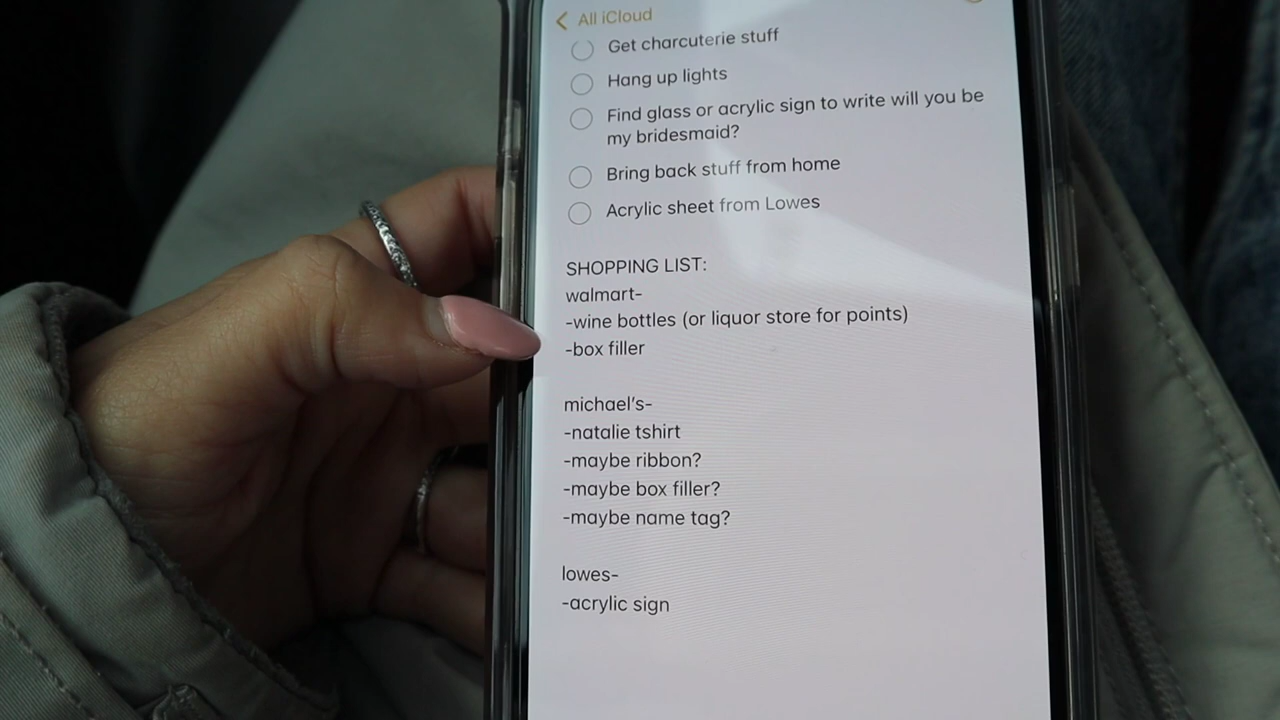 All iCloud
Get charcuterie stuff
Hang up lights
Find glass or acrylic sign to write will you be
my bridesmaid?
Bring back stuff from home
Acrylic sheet from Lowes
SHOPPING LIST:
walmart-
-wine bottles (or liquor store for points)
-box filler
michael's-
-natalie tshirt
-maybe ribbon?
-maybe box filler?
-maybe name tag?
lowes-
-acrylic sign